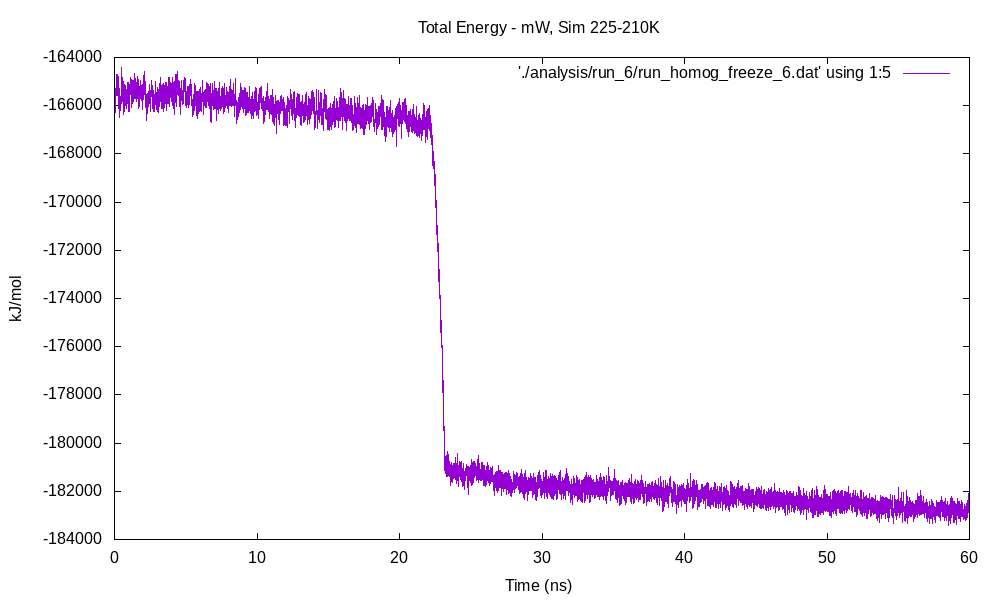 Total Energy - mW, Sim 225-210K
'./analysis/run_6/run_homog_freeze_6.dat' using 1:5
-164000
-166000
-168000
-170000
-172000
-174000
-176000
-178000
-180000
-182000
-184000
kJ/mol
0 10 20 30 40 50 60
Time (ns)